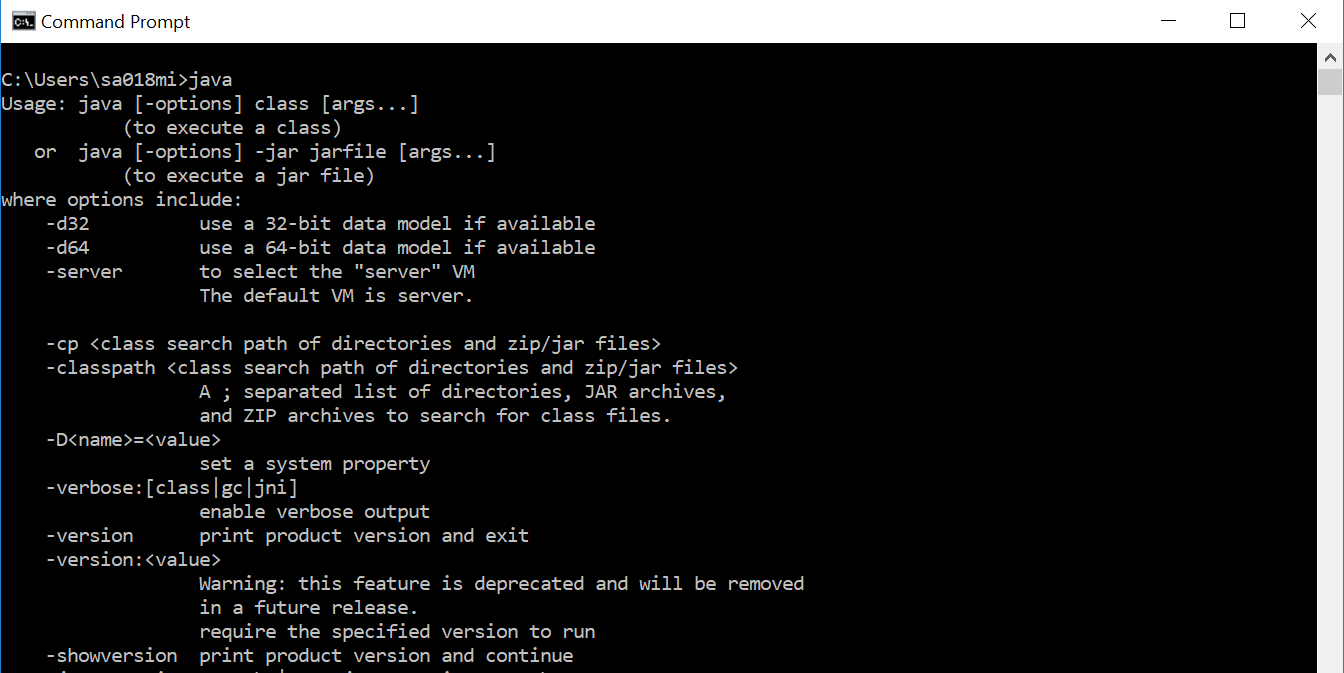 Command Prompt
C:\Users\sa018mi>java
Usage: java [-options] class [args...]
           (to execute a class)
   or  java [-options] -jar jarfile [args...]
           (to execute a jar file)
where options include:
    -d32          use a 32-bit data model if available
    -d64          use a 64-bit data model if available
    -server       to select the "server" VM
                  The default VM is server.

    -cp <class search path of directories and zip/jar files>
    -classpath <class search path of directories and zip/jar files>
                  A ; separated list of directories, JAR archives,
                  and ZIP archives to search for class files.
    -D<name>=<value>
                  set a system property
    -verbose:[class|gc|jni]
                  enable verbose output
    -version      print product version and exit
    -version:<value>
                  Warning: this feature is deprecated and will be removed
                  in a future release.
                  require the specified version to run
    -showversion  print product version and continue